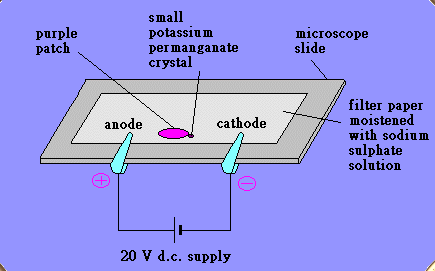 purple
patch
small
potassium
permanganate
crystal
microscope
slide
anode
cathode
filter paper
moistened
with sodium
sulphate
solution
+
−
20 V d.c. supply